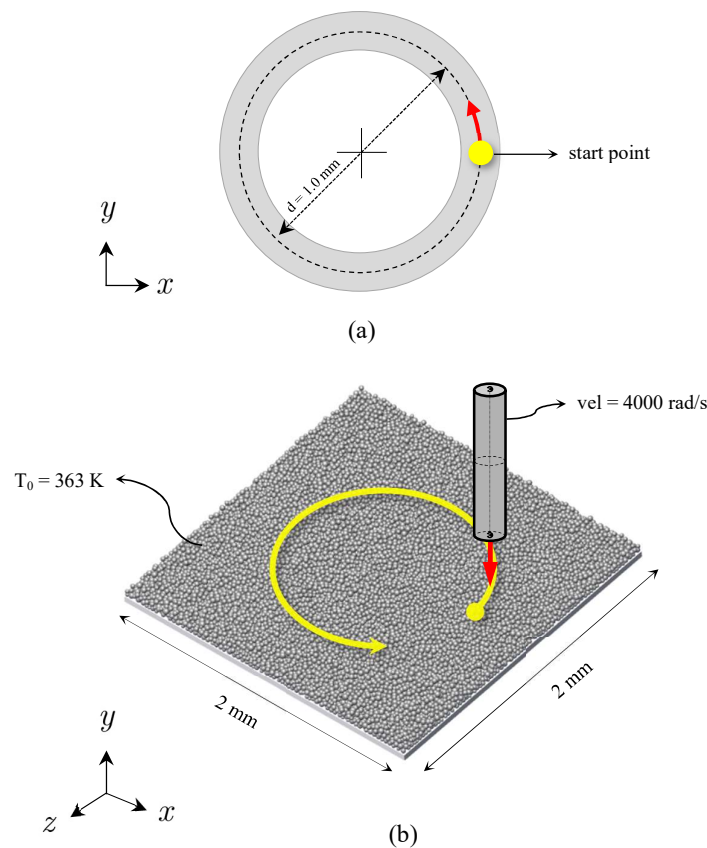 d = 1.0 mm
start point
y
x
(a)
vel = 4000 rad/s
T₀ = 363 K
2 mm
2 mm
y
z
x
(b)